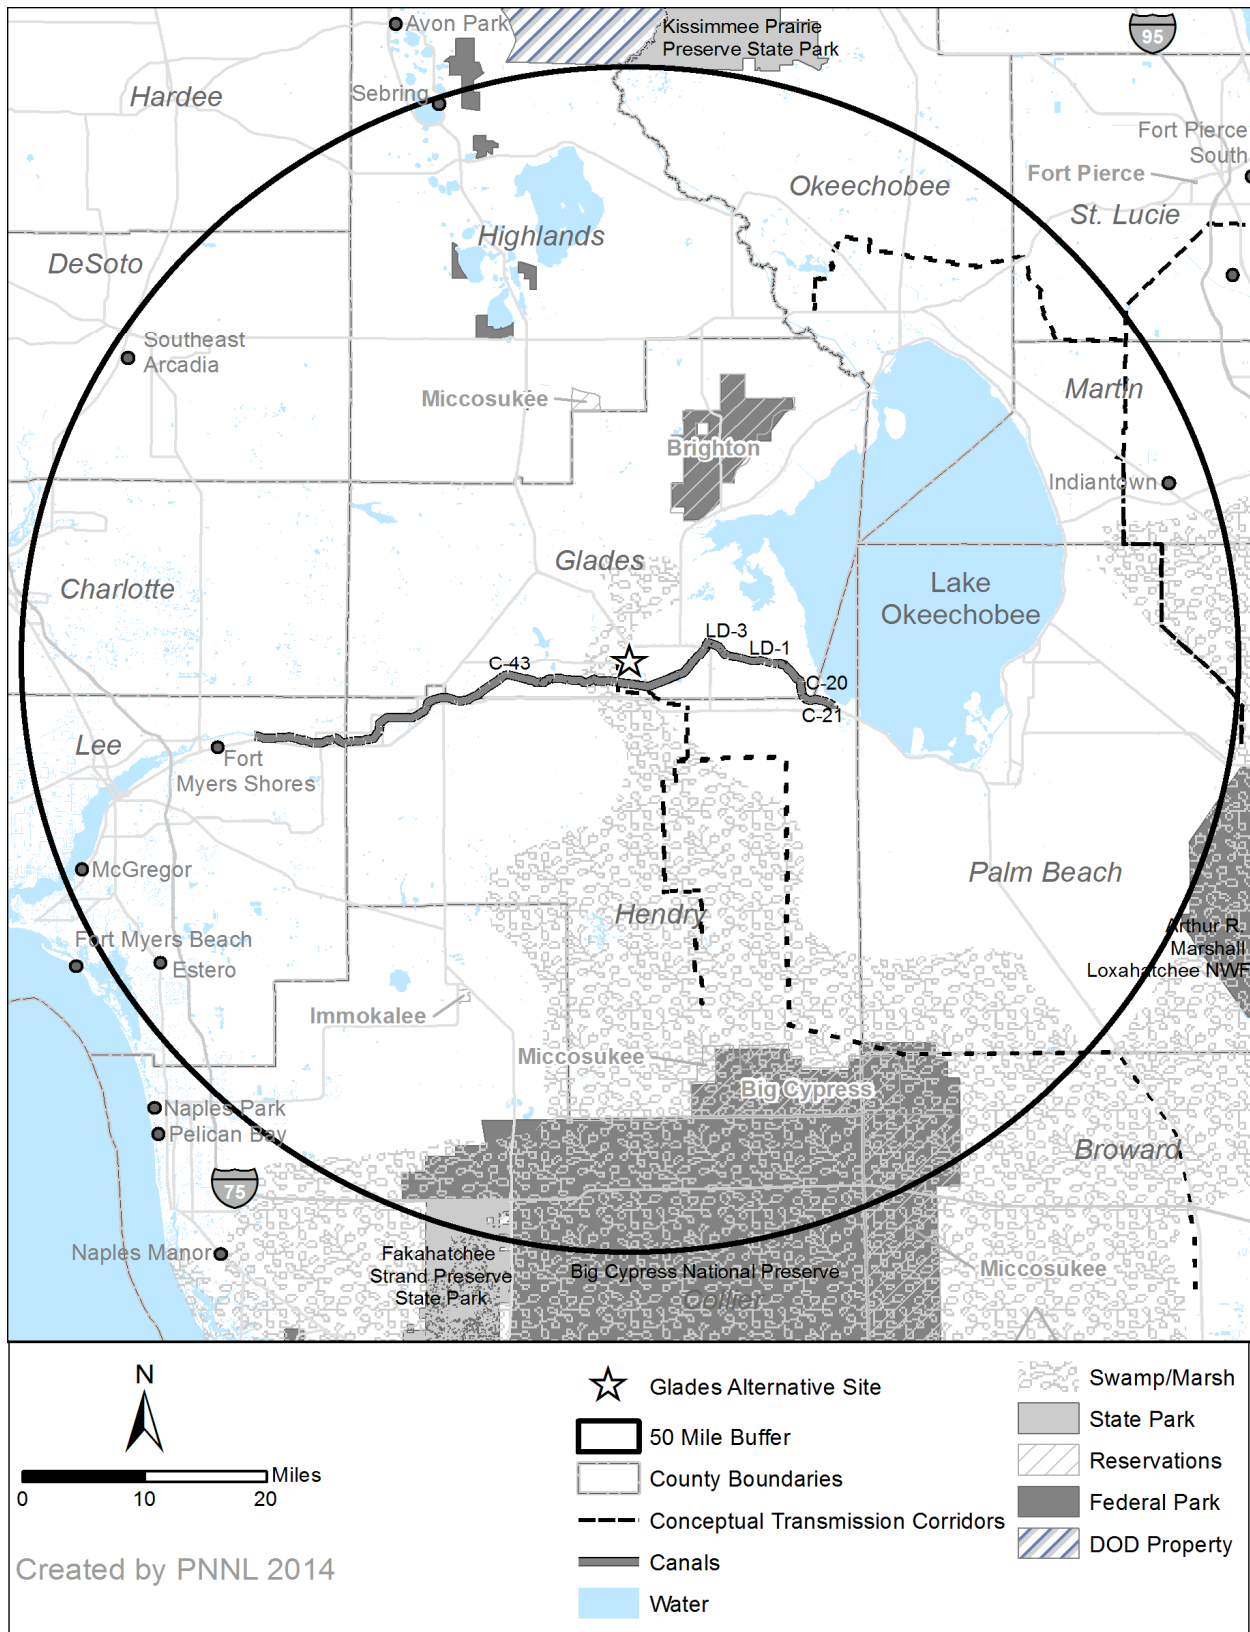 Avon Park
Kissimmee Prairie
Preserve State Park
95
Hardee
Sebring
Fort Pierce
South
Okeechobee
Fort Pierce
St. Lucie
Highlands
DeSoto
Southeast
Arcadia
Miccosukee
Martin
Brighton
Indiantown
Glades
Charlotte
Lake
Okeechobee
LD-3
LD-1
C-43
C-20
C-21
Lee
Fort
Myers Shores
McGregor
Palm Beach
Hendry
Arthur R.
Marshall
Loxahatchee NWF
Fort Myers Beach
Estero
Immokalee
Miccosukee
Big Cypress
Naples Park
Pelican Bay
Broward
75
Naples Manor
Fakahatchee
Strand Preserve
State Park
Big Cypress National Preserve
Miccosukee
Collier
N
Miles
0 10 20
Created by PNNL 2014
Glades Alternative Site
50 Mile Buffer
County Boundaries
Conceptual Transmission Corridors
Canals
Water
Swamp/Marsh
State Park
Reservations
Federal Park
DOD Property